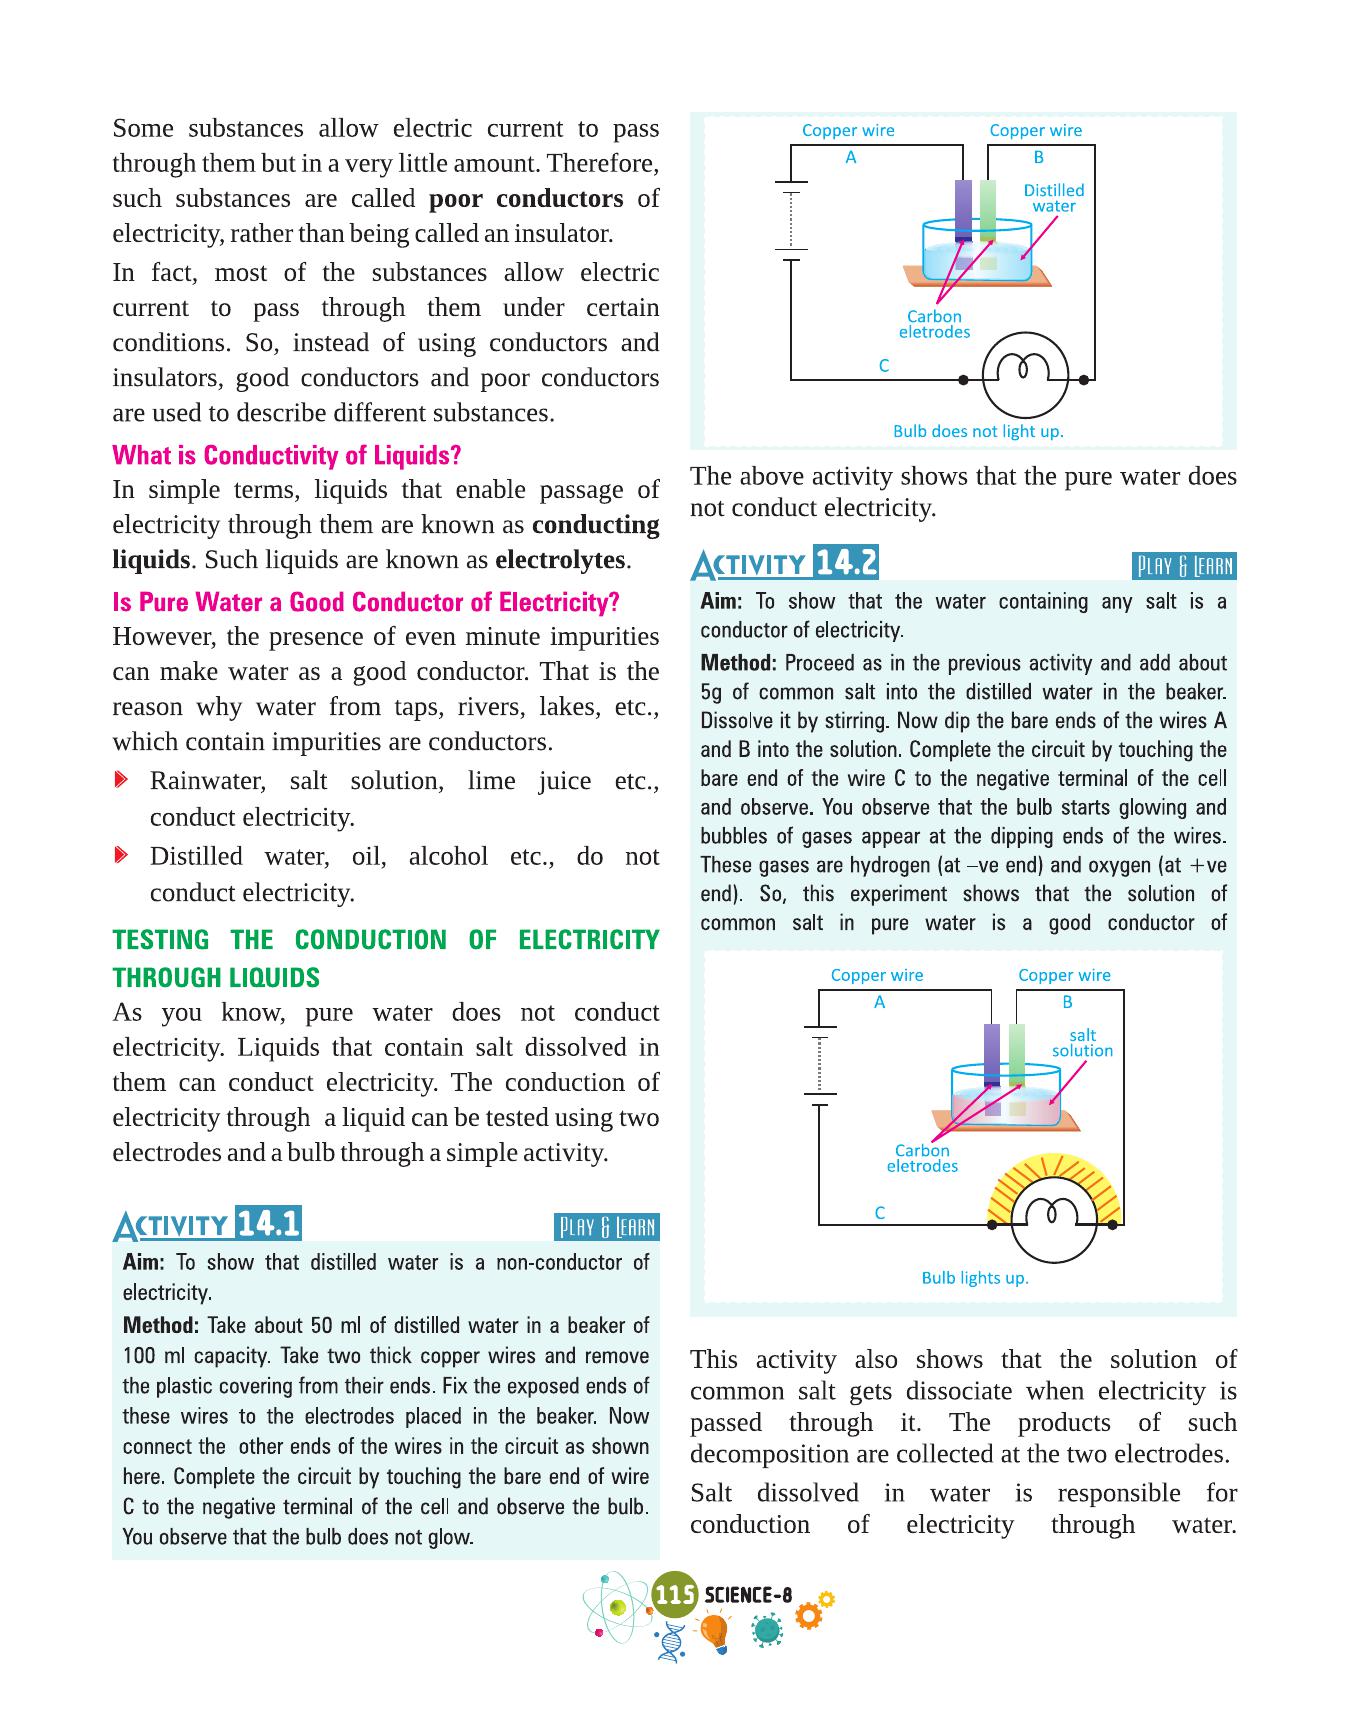 Some substances allow electric current to pass
through them but in a very little amount. Therefore,
such substances are called poor conductors of
electricity, rather than being called an insulator.
In fact, most of the substances allow electric
current to pass through them under certain
conditions. So, instead of using conductors and
insulators, good conductors and poor conductors
are used to describe different substances.
What is Conductivity of Liquids?
In simple terms, liquids that enable passage of
electricity through them are known as conducting
liquids. Such liquids are known as electrolytes.
Is Pure Water a Good Conductor of Electricity?
However, the presence of even minute impurities
can make water as a good conductor. That is the
reason why water from taps, rivers, lakes, etc.,
which contain impurities are conductors.
Rainwater, salt solution, lime juice etc.,
conduct electricity.
Distilled water, oil, alcohol etc., do not
conduct electricity.
TESTING THE CONDUCTION OF ELECTRICITY
THROUGH LIQUIDS
As you know, pure water does not conduct
electricity. Liquids that contain salt dissolved in
them can conduct electricity. The conduction of
electricity through a liquid can be tested using two
electrodes and a bulb through a simple activity.
ACTIVITY 14.1 PLAY & LEARN
Aim: To show that distilled water is a non-conductor of
electricity.
Method: Take about 50 ml of distilled water in a beaker of
100 ml capacity. Take two thick copper wires and remove
the plastic covering from their ends. Fix the exposed ends of
these wires to the electrodes placed in the beaker. Now
connect the other ends of the wires in the circuit as shown
here. Complete the circuit by touching the bare end of wire
C to the negative terminal of the cell and observe the bulb.
You observe that the bulb does not glow.
Copper wire Copper wire
A B
Distilled
water
Carbon
eletrodes
C
Bulb does not light up.
The above activity shows that the pure water does
not conduct electricity.
ACTIVITY 14.2 PLAY & LEARN
Aim: To show that the water containing any salt is a
conductor of electricity.
Method: Proceed as in the previous activity and add about
5g of common salt into the distilled water in the beaker.
Dissolve it by stirring. Now dip the bare ends of the wires A
and B into the solution. Complete the circuit by touching the
bare end of the wire C to the negative terminal of the cell
and observe. You observe that the bulb starts glowing and
bubbles of gases appear at the dipping ends of the wires.
These gases are hydrogen (at –ve end) and oxygen (at +ve
end). So, this experiment shows that the solution of
common salt in pure water is a good conductor of
Copper wire Copper wire
A B
salt
solution
Carbon
eletrodes
C
Bulb lights up.
This activity also shows that the solution of
common salt gets dissociate when electricity is
passed through it. The products of such
decomposition are collected at the two electrodes.
Salt dissolved in water is responsible for
conduction of electricity through water.
115 SCIENCE-8